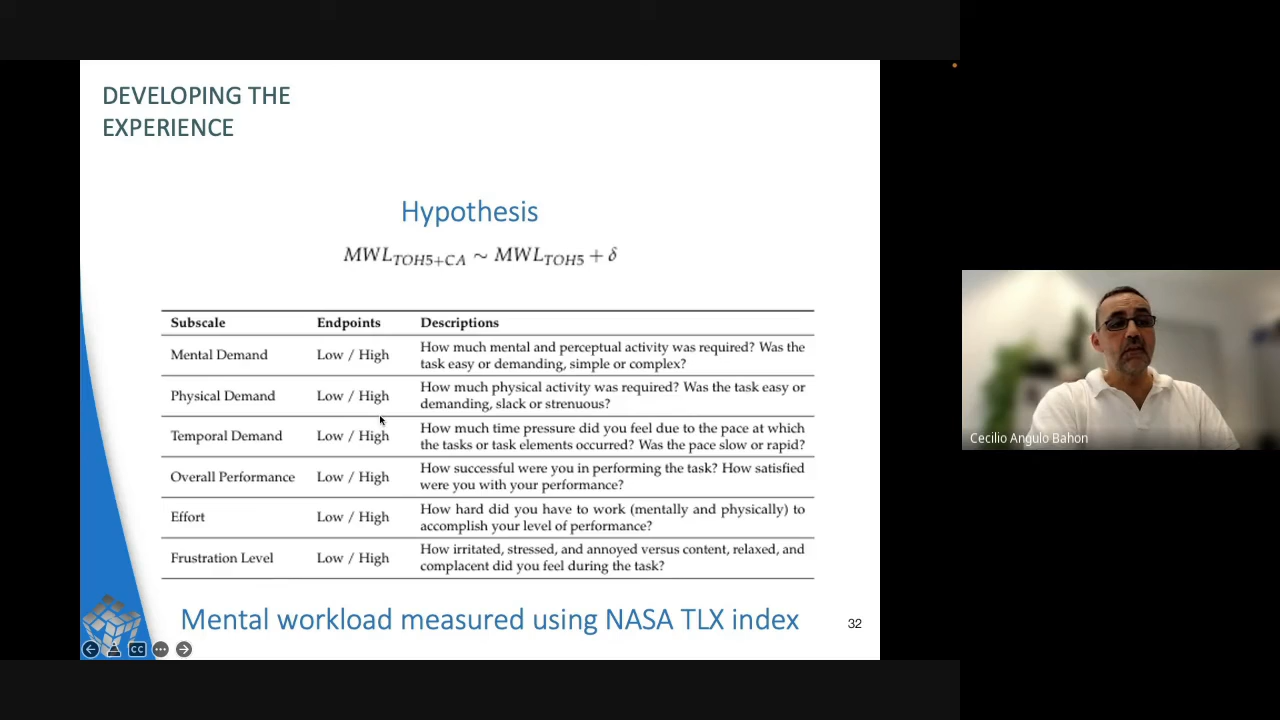 DEVELOPING THE
EXPERIENCE
Hypothesis
MWL_{TOH5+CA} ~ MWL_{TOH5} + δ
Subscale Endpoints Descriptions
Mental Demand Low / High How much mental and perceptual activity was required? Was the
task easy or demanding, simple or complex?
Physical Demand Low / High How much physical activity was required? Was the task easy or
demanding, slack or strenuous?
Temporal Demand Low / High How much time pressure did you feel due to the pace at which
the tasks or task elements occurred? Was the pace slow or rapid?
Overall Performance Low / High How successful were you in performing the task? How satisfied
were you with your performance?
Effort Low / High How hard did you have to work (mentally and physically) to
accomplish your level of performance?
Frustration Level Low / High How irritated, stressed, and annoyed versus content, relaxed, and
complacent did you feel during the task?
Mental workload measured using NASA TLX index
32
CC
Cecilio Angulo Bahon